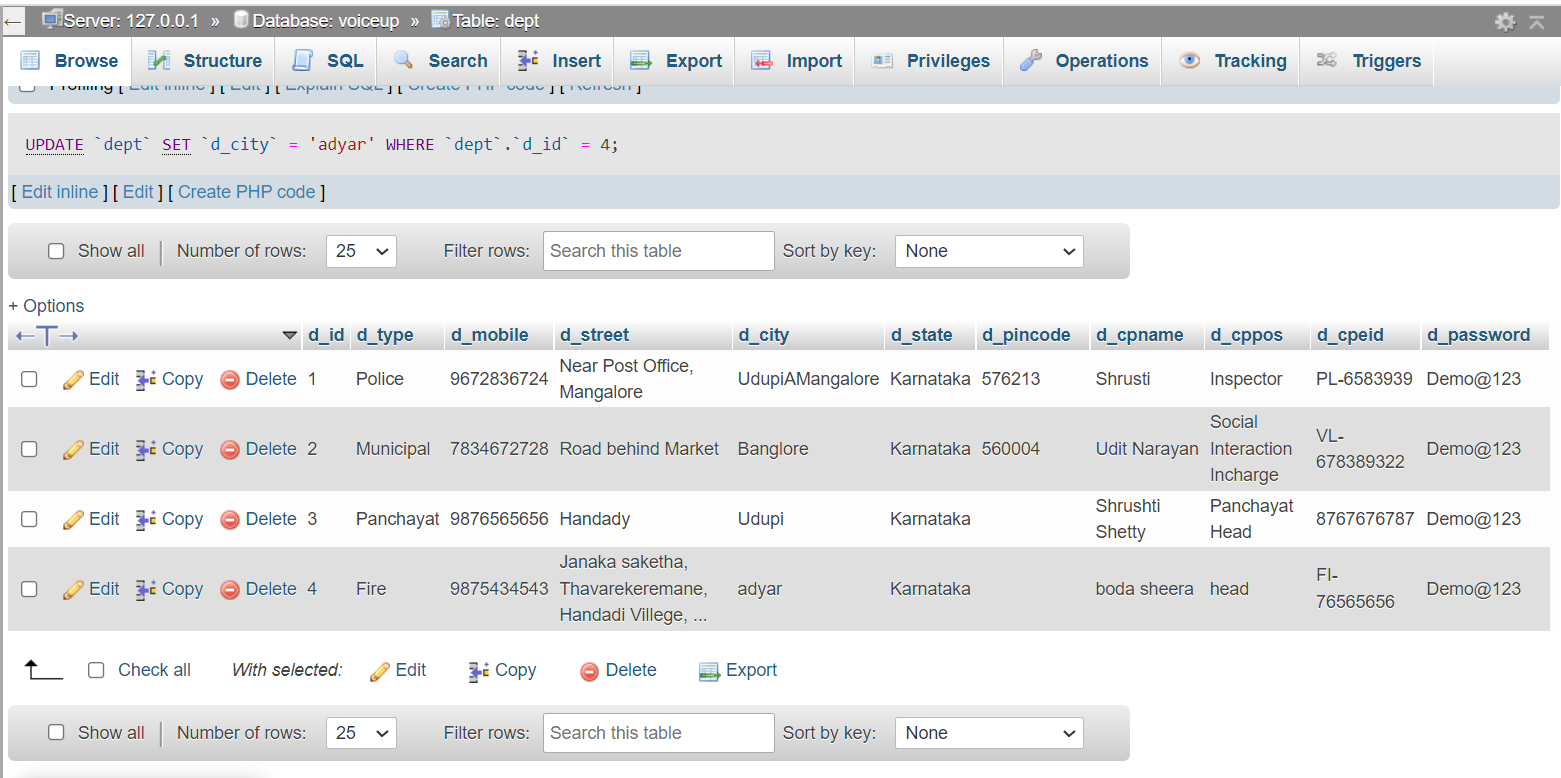 Server: 127.0.0.1 » Database: voiceup » Table: dept
Browse Structure SQL Search Insert Export Import Privileges Operations Tracking Triggers
Profiling [ Edit inline ] [ Edit ] [ Explain SQL ] [ Create PHP code ] [ Refresh ]
UPDATE `dept` SET `d_city` = 'adyar' WHERE `dept`.`d_id` = 4;
[ Edit inline ] [ Edit ] [ Create PHP code ]
Show all Number of rows: 25 Filter rows: Search this table Sort by key: None
+ Options
d_id d_type d_mobile d_street d_city d_state d_pincode d_cpname d_cppos d_cpeid d_password
Edit Copy Delete 1 Police 9672836724 Near Post Office, Mangalore UdupiAMangalore Karnataka 576213 Shrusti Inspector PL-6583939 Demo@123
Edit Copy Delete 2 Municipal 7834672728 Road behind Market Banglore Karnataka 560004 Udit Narayan Social Interaction Incharge VL-678389322 Demo@123
Edit Copy Delete 3 Panchayat 9876565656 Handady Udupi Karnataka Shrushti Shetty Panchayat Head 8767676787 Demo@123
Edit Copy Delete 4 Fire 9875434543 Janaka saketha, Thavarekeremane, Handadi Villege, ... adyar Karnataka boda sheera head FI-76565656 Demo@123
Check all With selected: Edit Copy Delete Export
Show all Number of rows: 25 Filter rows: Search this table Sort by key: None